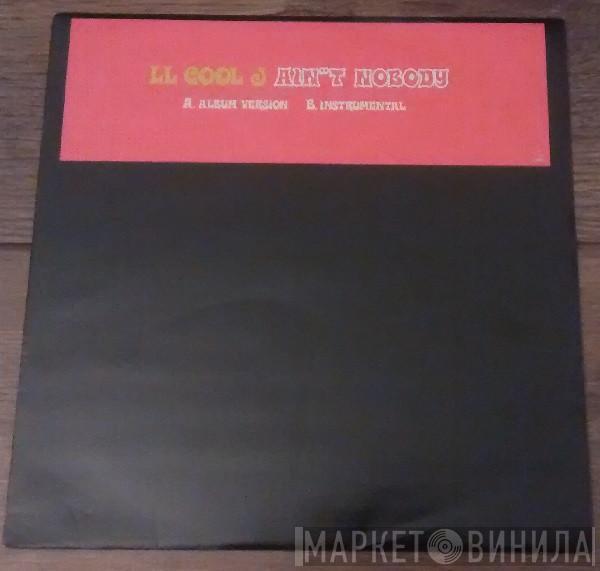 LL COOL J AIN"T NOBODY
A. ALBUM VERSION B. INSTRUMENTAL
МАРКЕТ ВИНИЛА